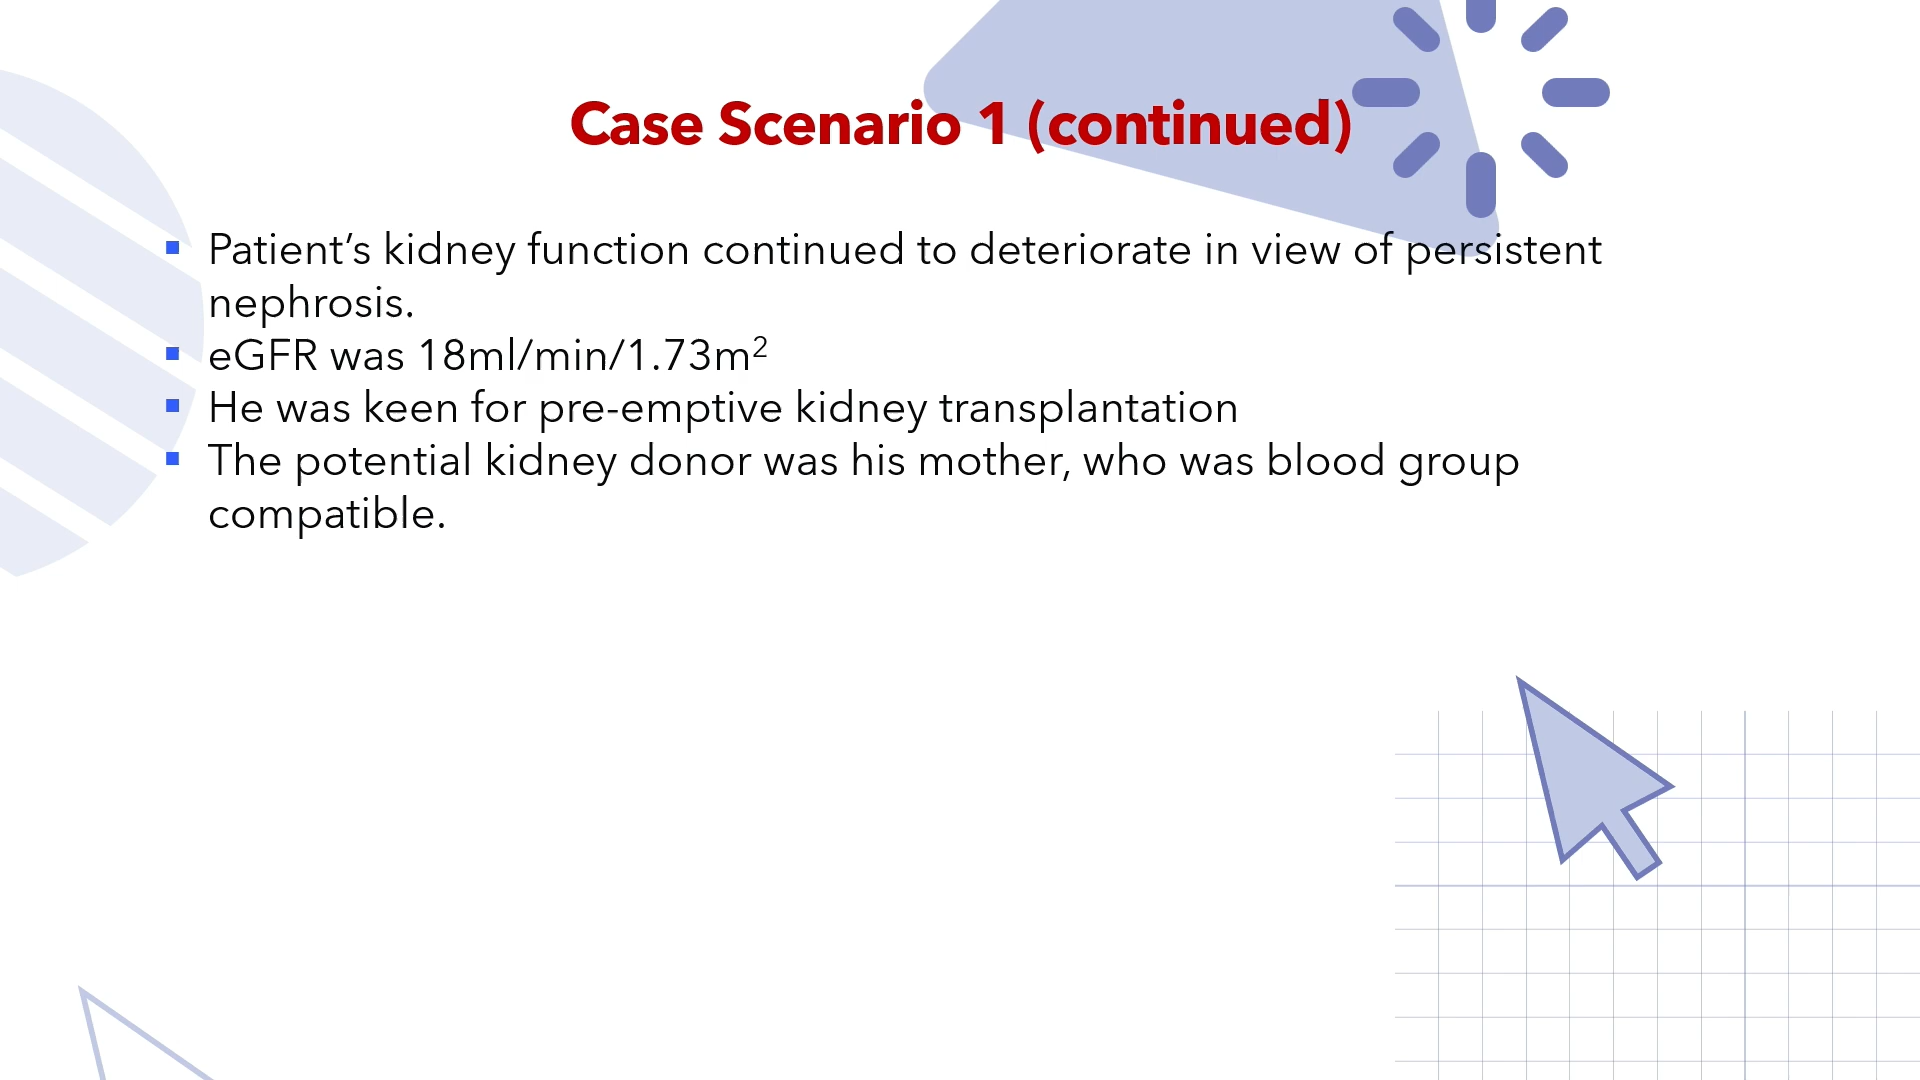 Case Scenario 1 (continued)
▪ Patient’s kidney function continued to deteriorate in view of persistent
nephrosis.
▪ eGFR was 18ml/min/1.73m²
▪ He was keen for pre-emptive kidney transplantation
▪ The potential kidney donor was his mother, who was blood group
compatible.